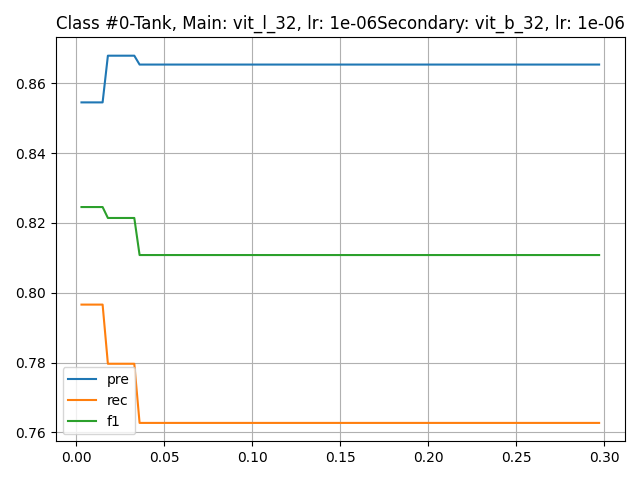 Class #0-Tank, Main: vit_l_32, lr: 1e-06Secondary: vit_b_32, lr: 1e-06
0.86
0.84
0.82
0.80
0.78
0.76
pre
rec
f1
0.00 0.05 0.10 0.15 0.20 0.25 0.30